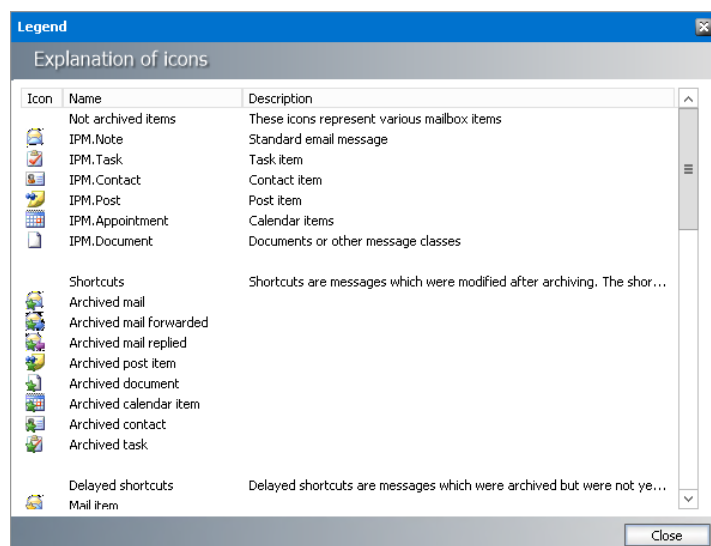 Legend
Explanation of icons
Icon Name Description
Not archived items These icons represent various mailbox items
IPM.Note Standard email message
IPM.Task Task item
IPM.Contact Contact item
IPM.Post Post item
IPM.Appointment Calendar items
IPM.Document Documents or other message classes
Shortcuts Shortcuts are messages which were modified after archiving. The shor...
Archived mail
Archived mail forwarded
Archived mail replied
Archived post item
Archived document
Archived calendar item
Archived contact
Archived task
Delayed shortcuts Delayed shortcuts are messages which were archived but were not ye...
Mail item
Close